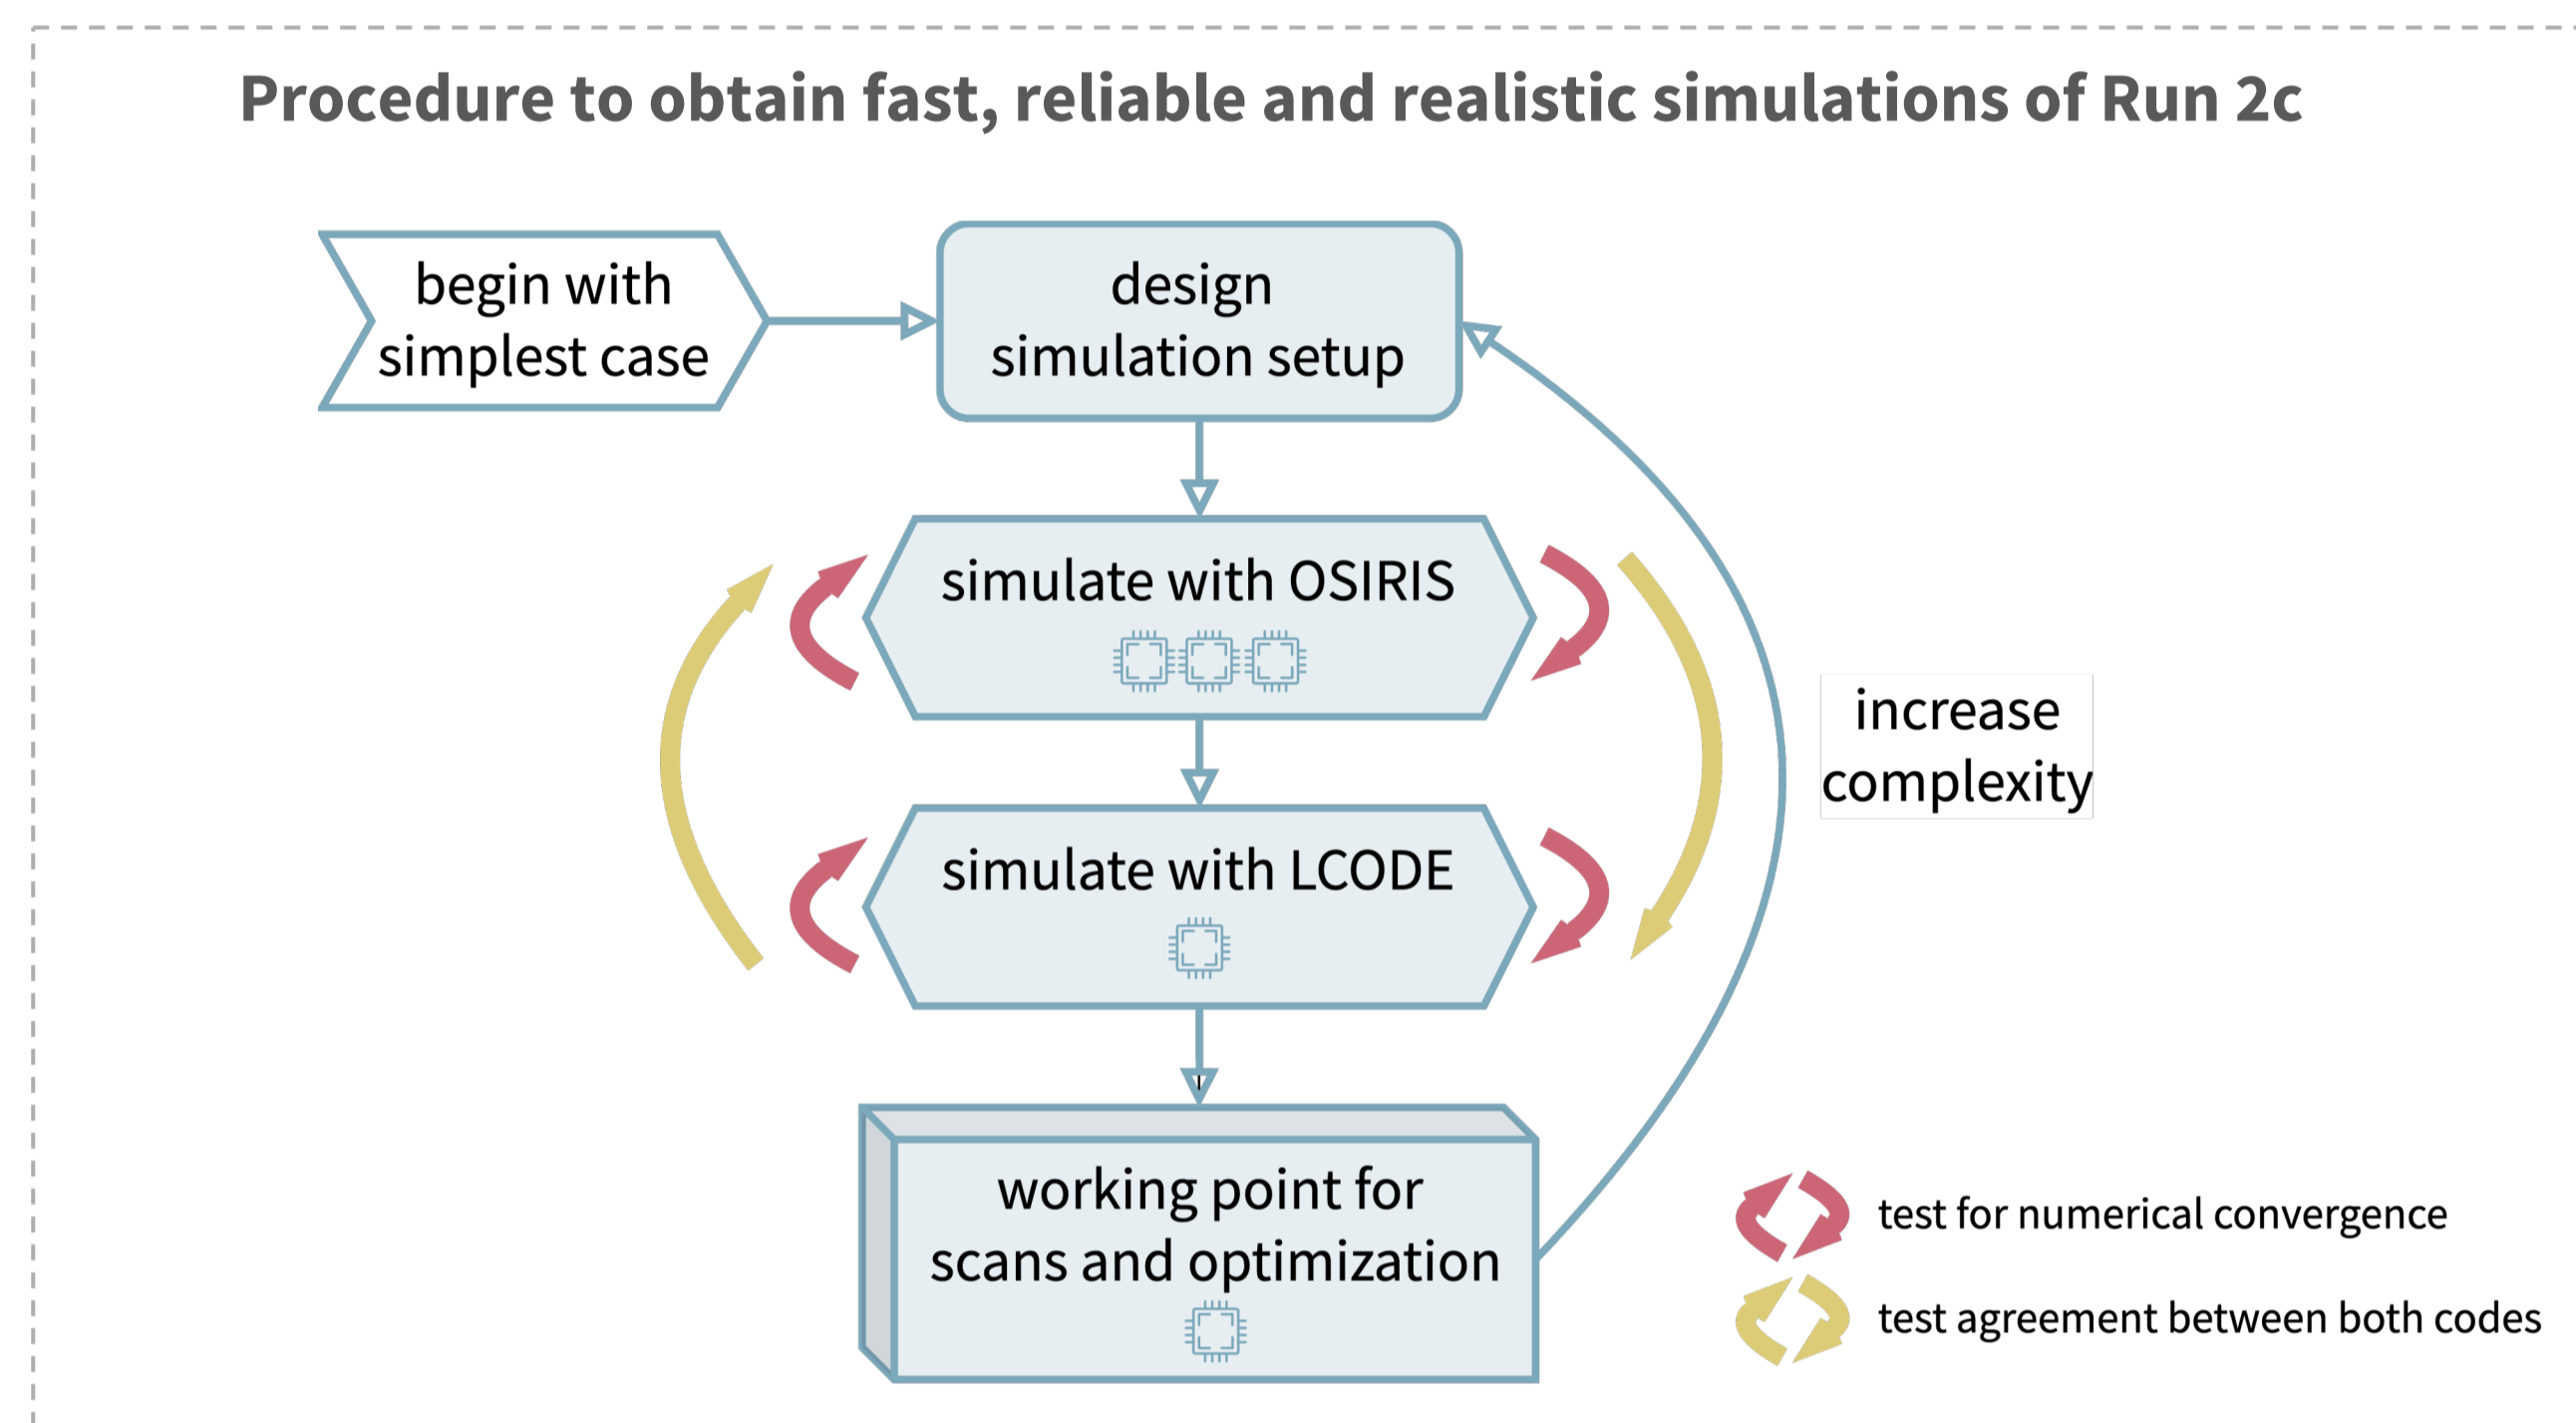 Procedure to obtain fast, reliable and realistic simulations of Run 2c
begin with
simplest case
design
simulation setup
simulate with OSIRIS
increase
complexity
simulate with LCODE
working point for
scans and optimization
test for numerical convergence
test agreement between both codes